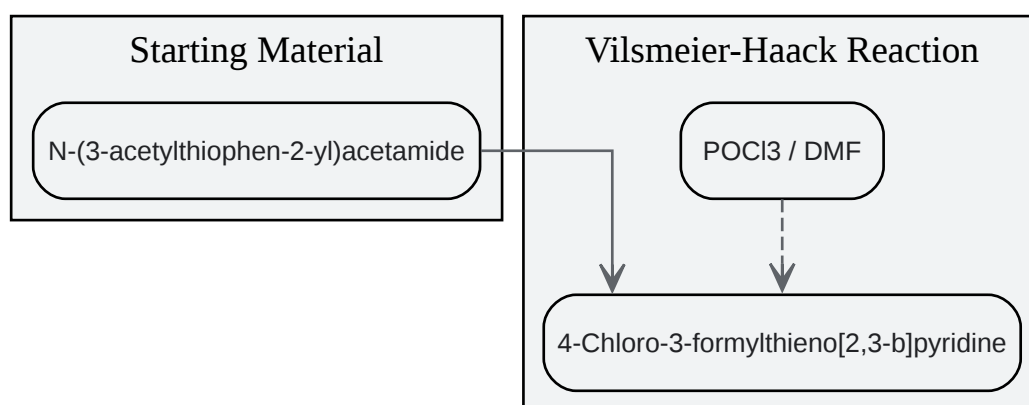 Starting Material
N-(3-acetylthiophen-2-yl)acetamide
Vilsmeier-Haack Reaction
POCl3 / DMF
4-Chloro-3-formylthieno[2,3-b]pyridine